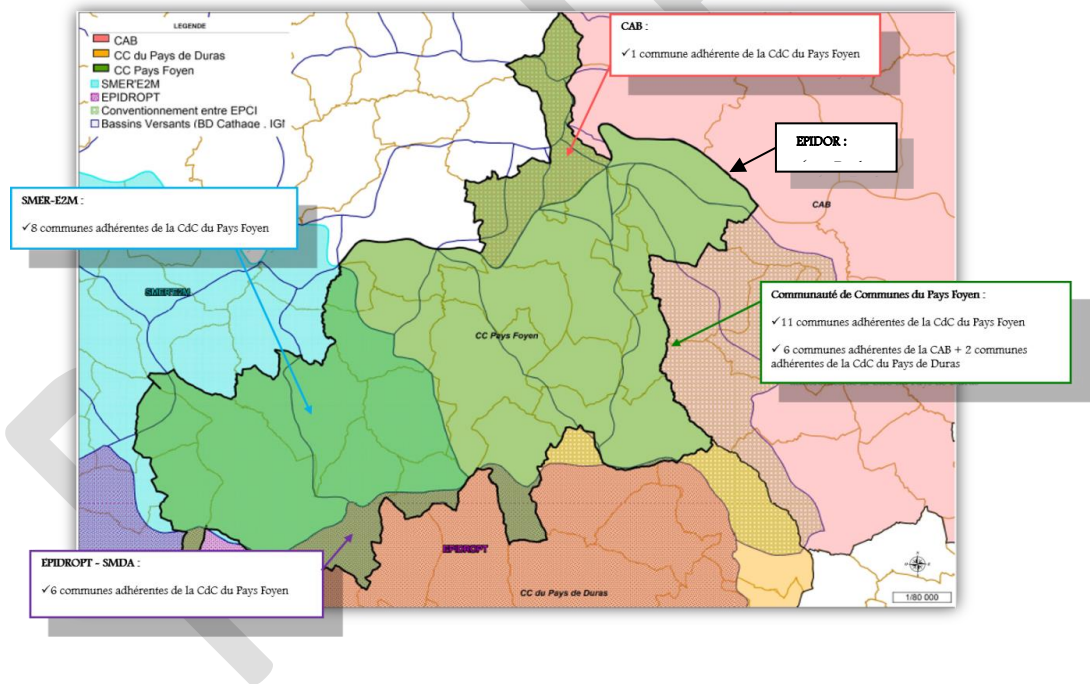 LEGENDE
CAB
CC du Pays de Duras
CC Pays Foyen
SMER'E2M
EPIDROPT
Conventionnement entre EPCI
Bassins Versants (BD Cathage , IGN
CAB :
✓1 commune adhérente de la CdC du Pays Foyen
EPIDOR :
CAB
SMER-E2M :
✓8 communes adhérentes de la CdC du Pays Foyen
SMER'E2M
Communauté de Communes du Pays Foyen :
✓11 communes adhérentes de la CdC du Pays Foyen
✓ 6 communes adhérentes de la CAB + 2 communes
adhérentes de la CdC du Pays de Duras
CC Pays Foyen
EPIDROPT
EPIDROPT - SMDA :
✓6 communes adhérentes de la CdC du Pays Foyen
CC du Pays de Duras
1/80 000